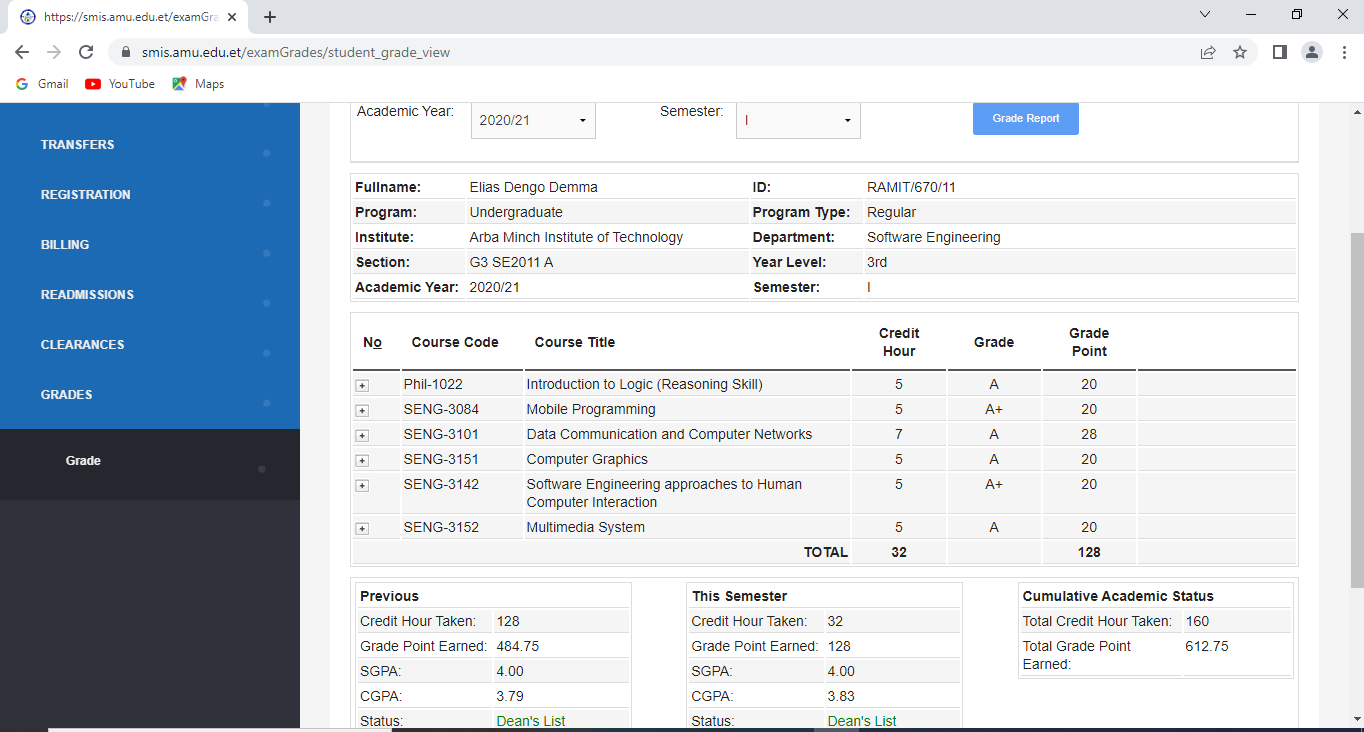 https://smis.amu.edu.et/examGra
smis.amu.edu.et/examGrades/student_grade_view
Gmail YouTube Maps
TRANSFERS
REGISTRATION
BILLING
READMISSIONS
CLEARANCES
GRADES
Grade
Academic Year: 2020/21 Semester: I Grade Report
Fullname: Elias Dengo Demma ID: RAMIT/670/11
Program: Undergraduate Program Type: Regular
Institute: Arba Minch Institute of Technology Department: Software Engineering
Section: G3 SE2011 A Year Level: 3rd
Academic Year: 2020/21 Semester: I
No Course Code Course Title Credit Hour Grade Grade Point
Phil-1022 Introduction to Logic (Reasoning Skill) 5 A 20
SENG-3084 Mobile Programming 5 A+ 20
SENG-3101 Data Communication and Computer Networks 7 A 28
SENG-3151 Computer Graphics 5 A 20
SENG-3142 Software Engineering approaches to Human 5 A+ 20
Computer Interaction
SENG-3152 Multimedia System 5 A 20
TOTAL 32 128
Previous
Credit Hour Taken: 128
Grade Point Earned: 484.75
SGPA: 4.00
CGPA: 3.79
Status: Dean's List
This Semester
Credit Hour Taken: 32
Grade Point Earned: 128
SGPA: 4.00
CGPA: 3.83
Status: Dean's List
Cumulative Academic Status
Total Credit Hour Taken: 160
Total Grade Point 612.75
Earned: